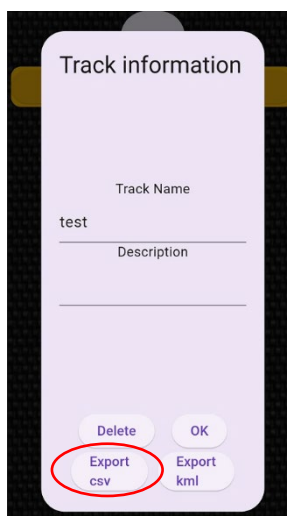 Track information
Track Name
test
Description
Delete
OK
Export
csv
Export
kml